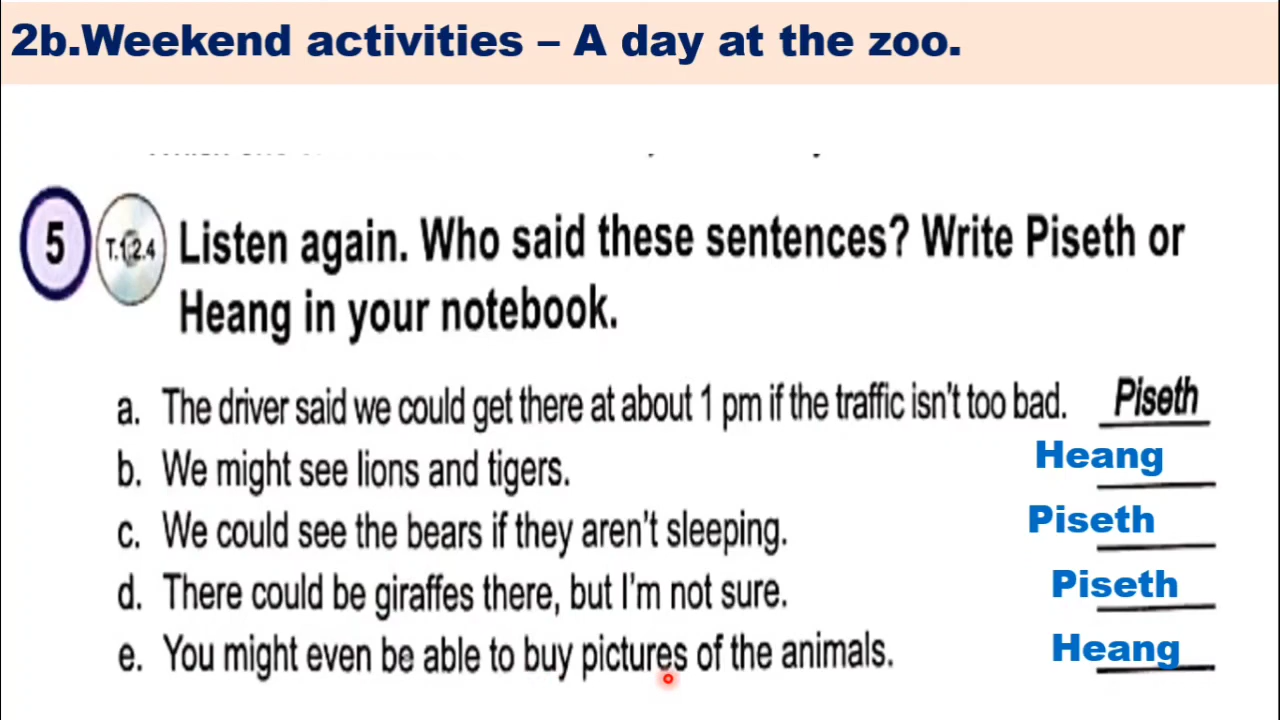 2b.Weekend activities – A day at the zoo.
5 T.1.2.4 Listen again. Who said these sentences? Write Piseth or
Heang in your notebook.
a. The driver said we could get there at about 1 pm if the traffic isn't too bad. Piseth
b. We might see lions and tigers. Heang
c. We could see the bears if they aren't sleeping. Piseth
d. There could be giraffes there, but I'm not sure. Piseth
e. You might even be able to buy pictures of the animals. Heang